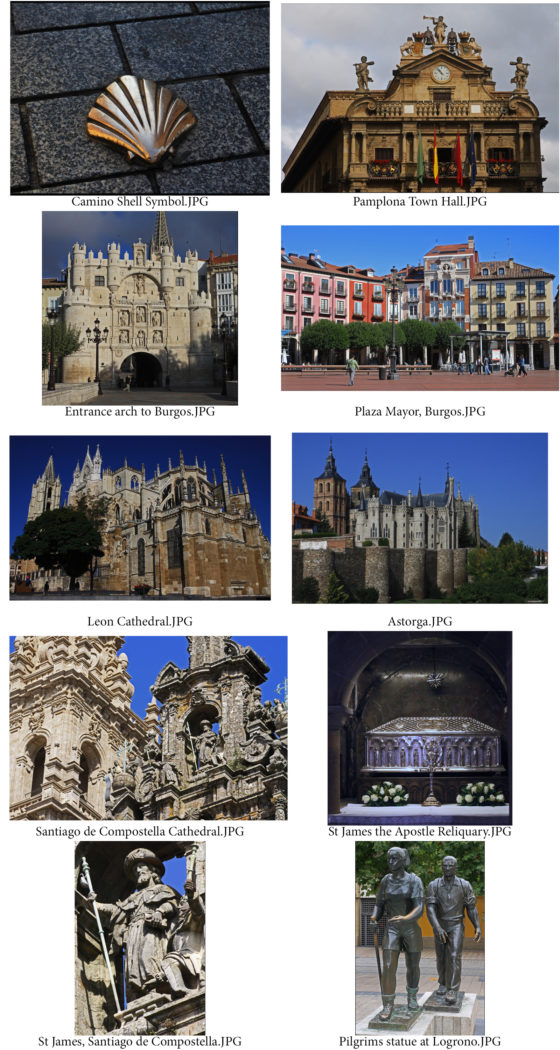 Camino Shell Symbol.JPG
Pamplona Town Hall.JPG
Entrance arch to Burgos.JPG
Plaza Mayor, Burgos.JPG
Leon Cathedral.JPG
Astorga.JPG
Santiago de Compostella Cathedral.JPG
St James the Apostle Reliquary.JPG
St James, Santiago de Compostella.JPG
Pilgrims statue at Logrono.JPG